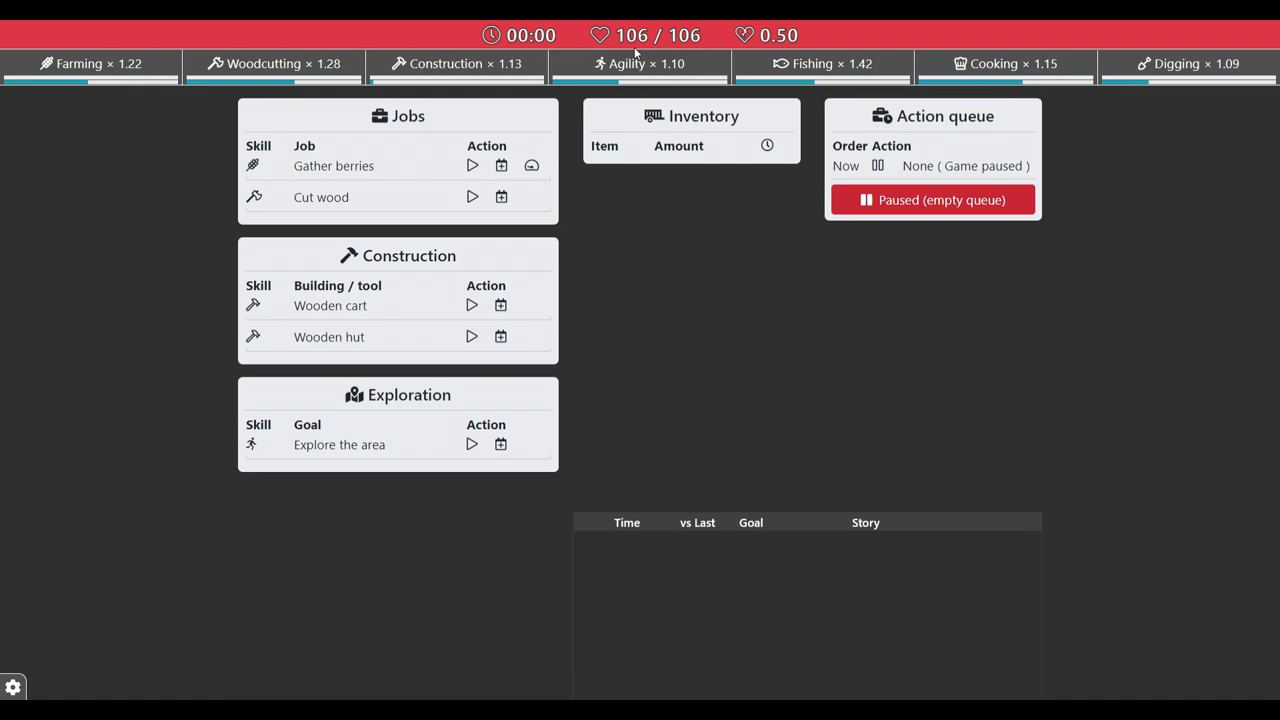 00:00 106 / 106 0.50
Farming × 1.22 Woodcutting × 1.28 Construction × 1.13 Agility × 1.10 Fishing × 1.42 Cooking × 1.15 Digging × 1.09
Jobs
Skill Job Action
Gather berries
Cut wood
Construction
Skill Building / tool Action
Wooden cart
Wooden hut
Exploration
Skill Goal Action
Explore the area
Inventory
Item Amount
Action queue
Order Action
Now None ( Game paused )
Paused (empty queue)
Time vs Last Goal Story